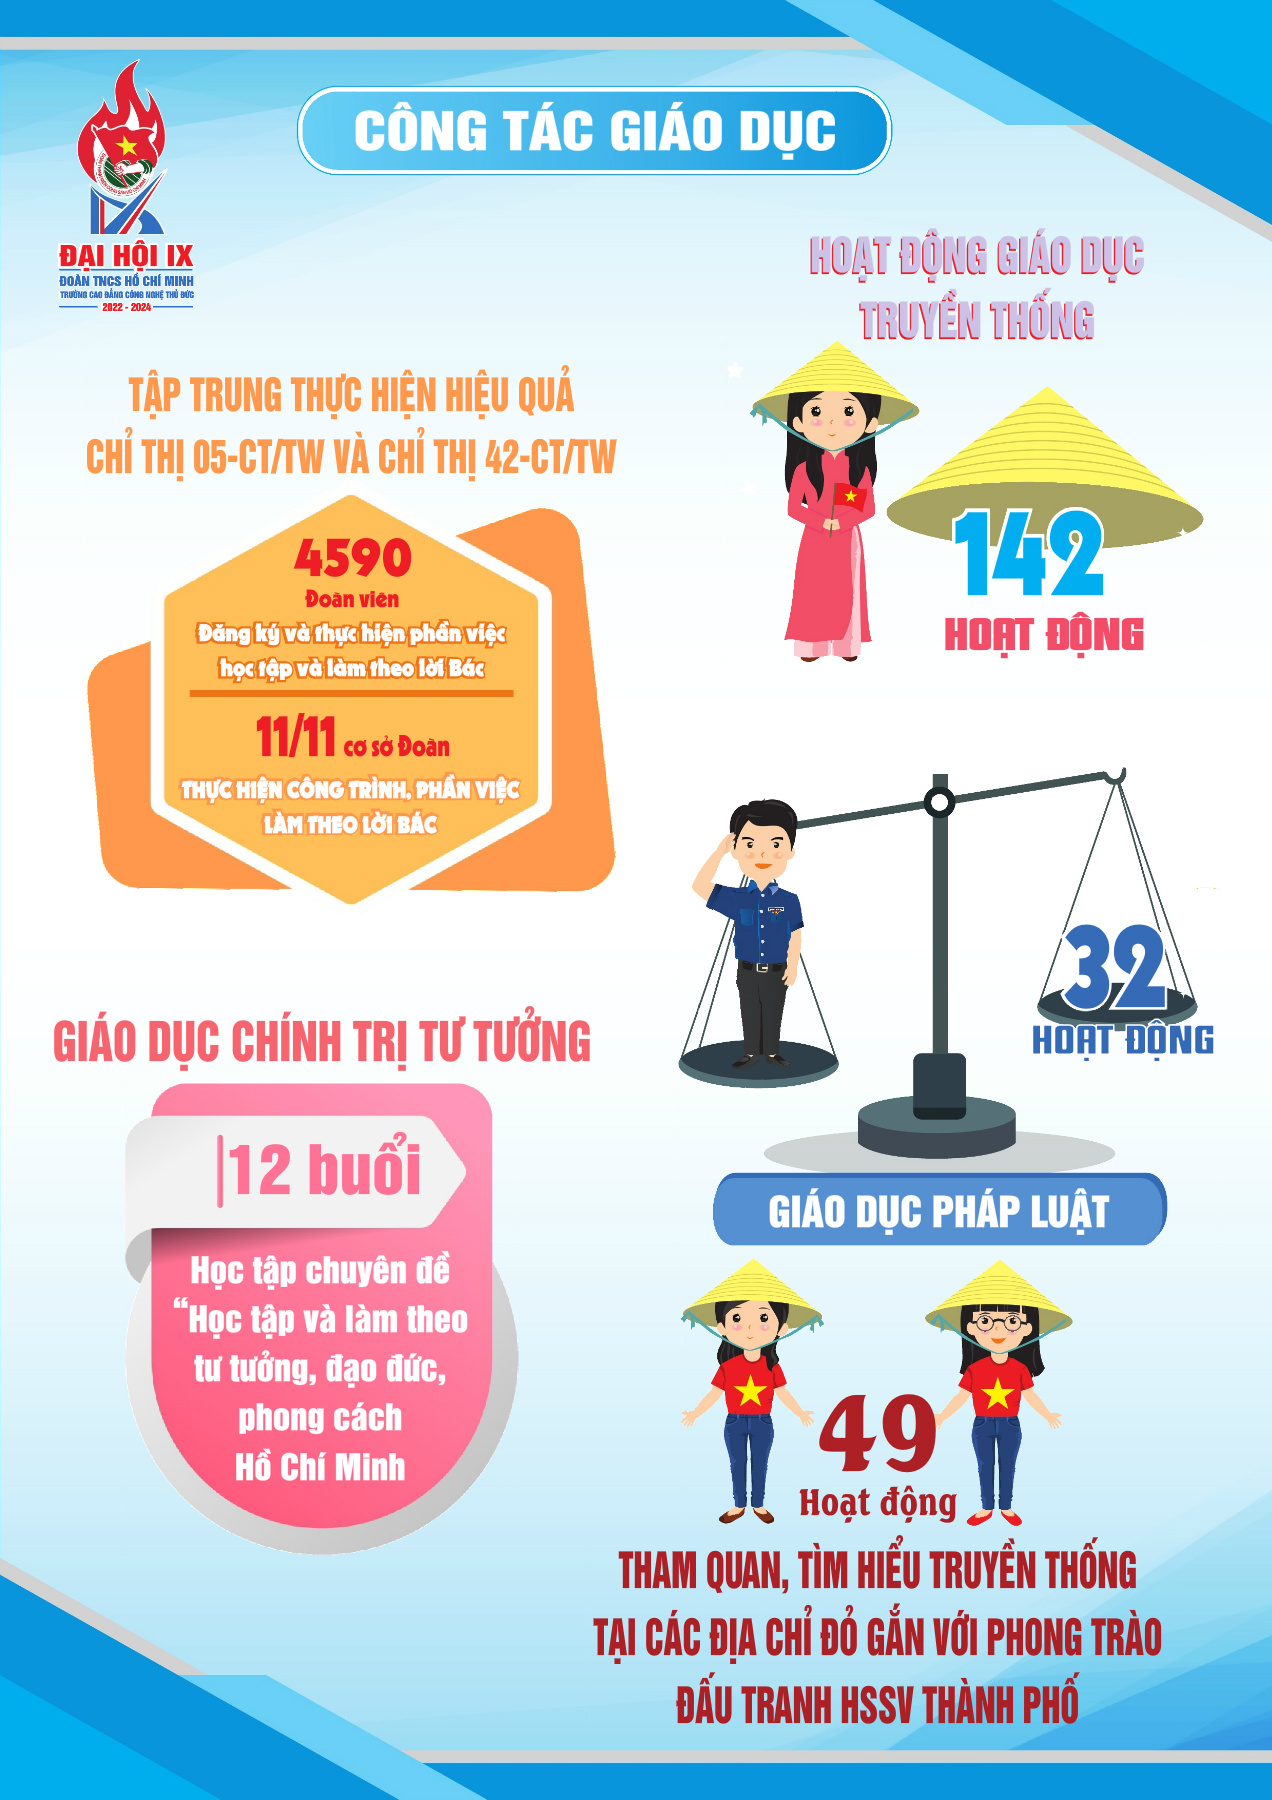 CÔNG TÁC GIÁO DỤC
ĐẠI HỘI IX
ĐOÀN TNCS HỒ CHÍ MINH
TRƯỜNG CAO ĐẲNG CÔNG NGHỆ THỦ ĐỨC
2022 - 2024
TẬP TRUNG THỰC HIỆN HIỆU QUẢ
CHỈ THỊ 05-CT/TW VÀ CHỈ THỊ 42-CT/TW
4590
Đoàn viên
Đăng ký và thực hiện phần việc
học tập và làm theo lời Bác
11/11 cơ sở Đoàn
THỰC HIỆN CÔNG TRÌNH, PHẦN VIỆC
LÀM THEO LỜI BÁC
HOẠT ĐỘNG GIÁO DỤC
TRUYỀN THỐNG
142
HOẠT ĐỘNG
32
HOẠT ĐỘNG
GIÁO DỤC PHÁP LUẬT
GIÁO DỤC CHÍNH TRỊ TƯ TƯỞNG
12 buổi
Học tập chuyên đề
“Học tập và làm theo
tư tưởng, đạo đức,
phong cách
Hồ Chí Minh
49
Hoạt động
THAM QUAN, TÌM HIỂU TRUYỀN THỐNG
TẠI CÁC ĐỊA CHỈ ĐỎ GẮN VỚI PHONG TRÀO
ĐẤU TRANH HSSV THÀNH PHỐ